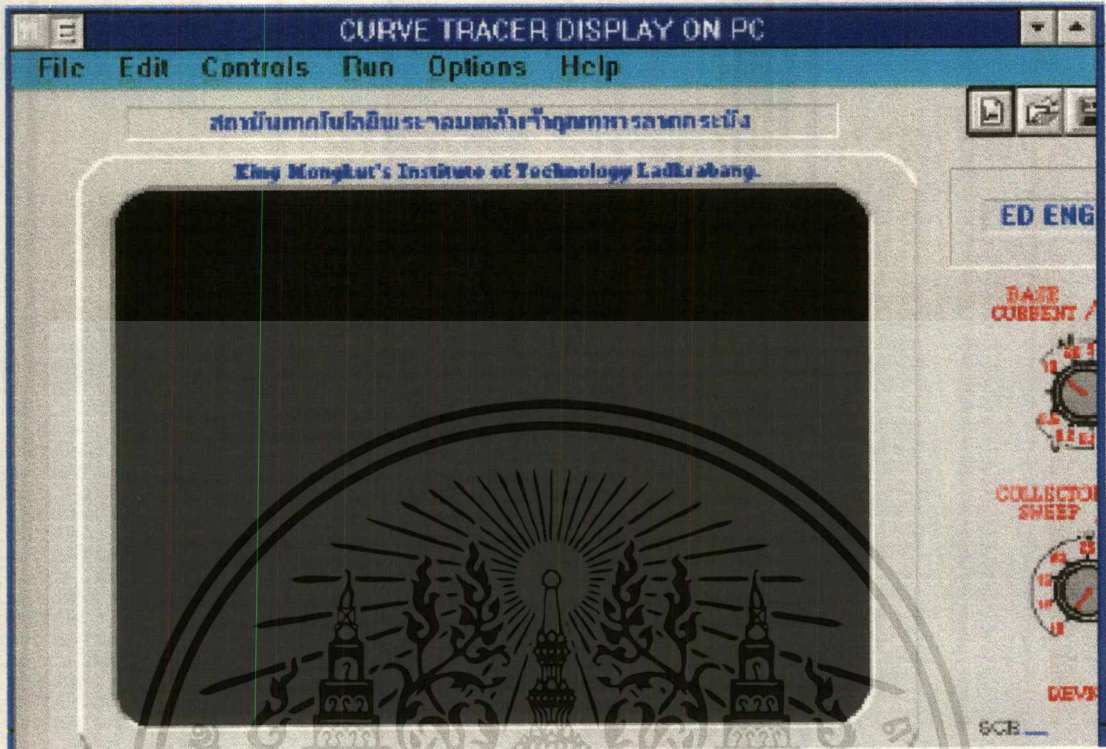 CURVE TRACER DISPLAY ON PC
File Edit Controls Run Options Help
สถาบันเทคโนโลยีพระจอมเกล้าเจ้าคุณทหารลาดกระบัง
King Mongkut's Institute of Technology Ladkrabang.
ED ENG
BASE
CURRENT /
COLLECTO
SWEEP
SCR